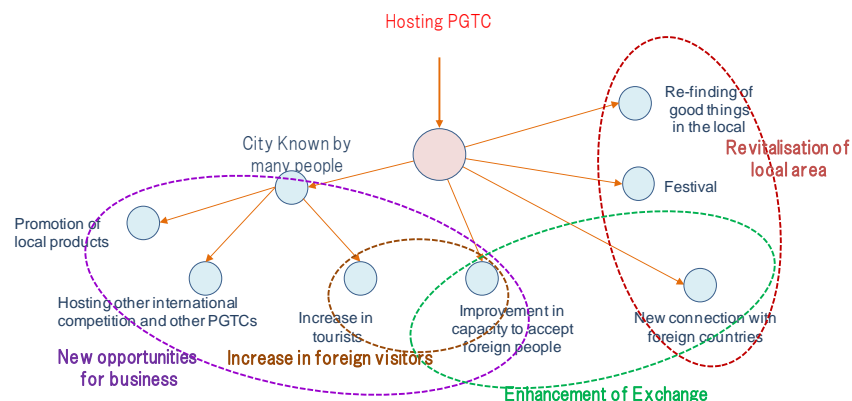 Hosting PGTC
Re-finding of
good things
in the local
City Known by
many people
Revitalisation of
local area
Festival
Promotion of
local products
Hosting other international
competition and other PGTCs
Increase in
tourists
Improvement in
capacity to accept
foreign people
New connection with
foreign countries
New opportunities
for business
Increase in foreign visitors
Enhancement of Exchange